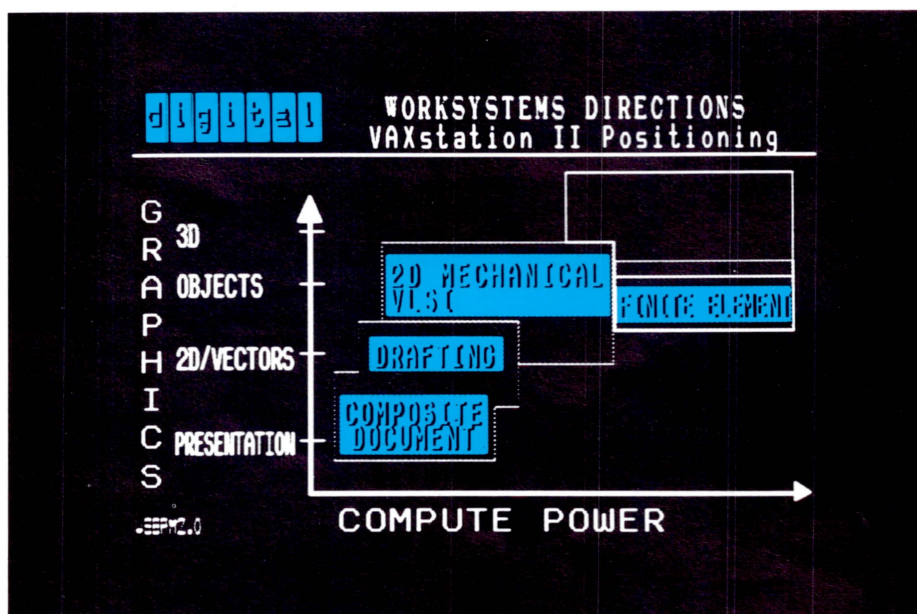 digital
WORKSYSTEMS DIRECTIONS
VAXstation II Positioning
GRAPHICS
3D
OBJECTS
2D/VECTORS
PRESENTATION
2D MECHANICAL
VLSI
FINITE ELEMENT
DRAFTING
COMPOSITE
DOCUMENT
COMPUTE POWER